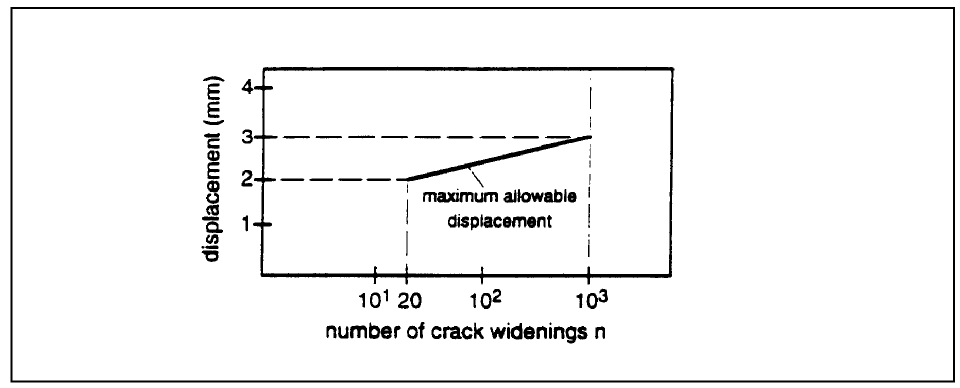 displacement (mm)
4
3
2
1
maximum allowable
displacement
10¹ 20 10² 10³
number of crack widenings n